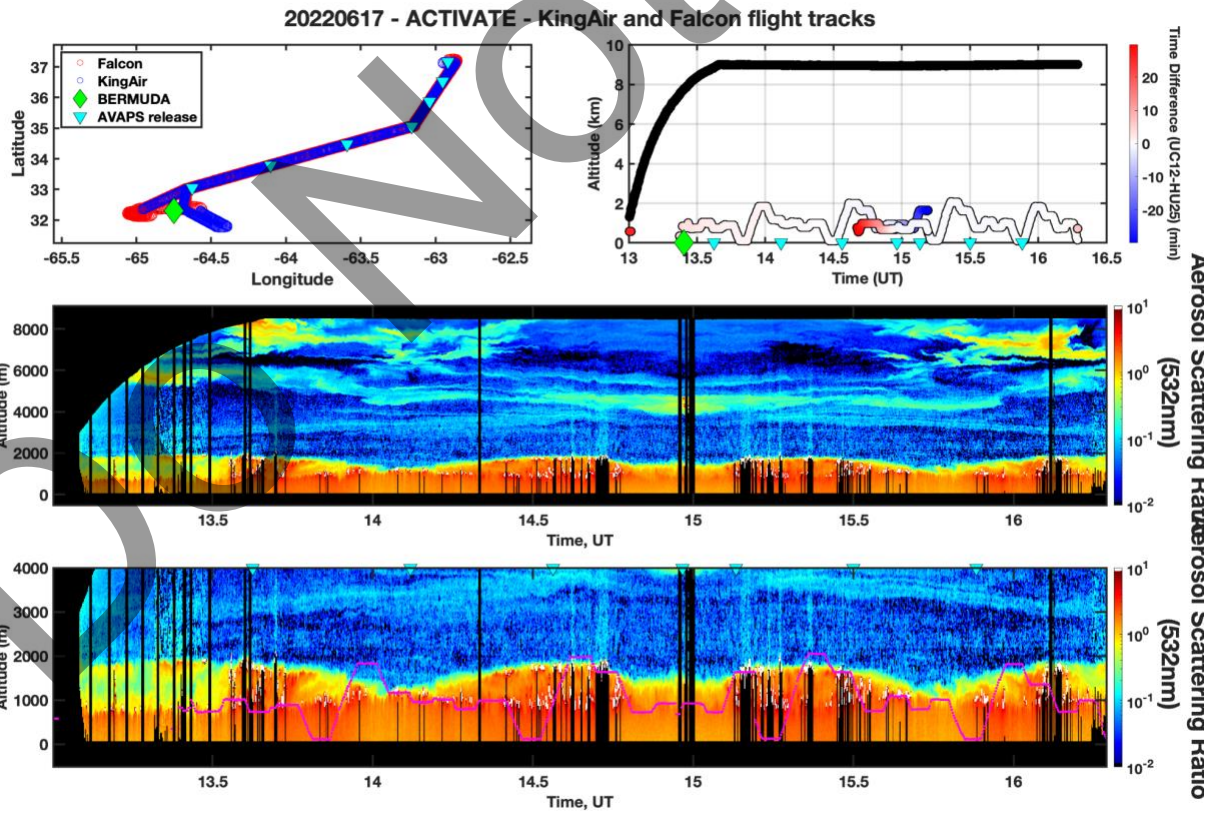 20220617 - ACTIVATE - KingAir and Falcon flight tracks
37
36
35
34
33
32
Latitude
Falcon
KingAir
BERMUDA
AVAPS release
-65.5 -65 -64.5 -64 -63.5 -63 -62.5
Longitude
10
8
6
4
2
0
Altitude (km)
13 13.5 14 14.5 15 15.5 16 16.5
Time (UT)
20
10
0
-10
-20
Time Difference (UC12-HU25) (min)
8000
6000
4000
2000
0
Altitude (m)
13.5 14 14.5 15 15.5 16
Time, UT
10^1
10^0
10^-1
10^-2
Aerosol Scattering Ratio
(532nm)
4000
3000
2000
1000
0
Altitude (m)
13.5 14 14.5 15 15.5 16
Time, UT
10^1
10^0
10^-1
10^-2
Aerosol Scattering Ratio
(532nm)